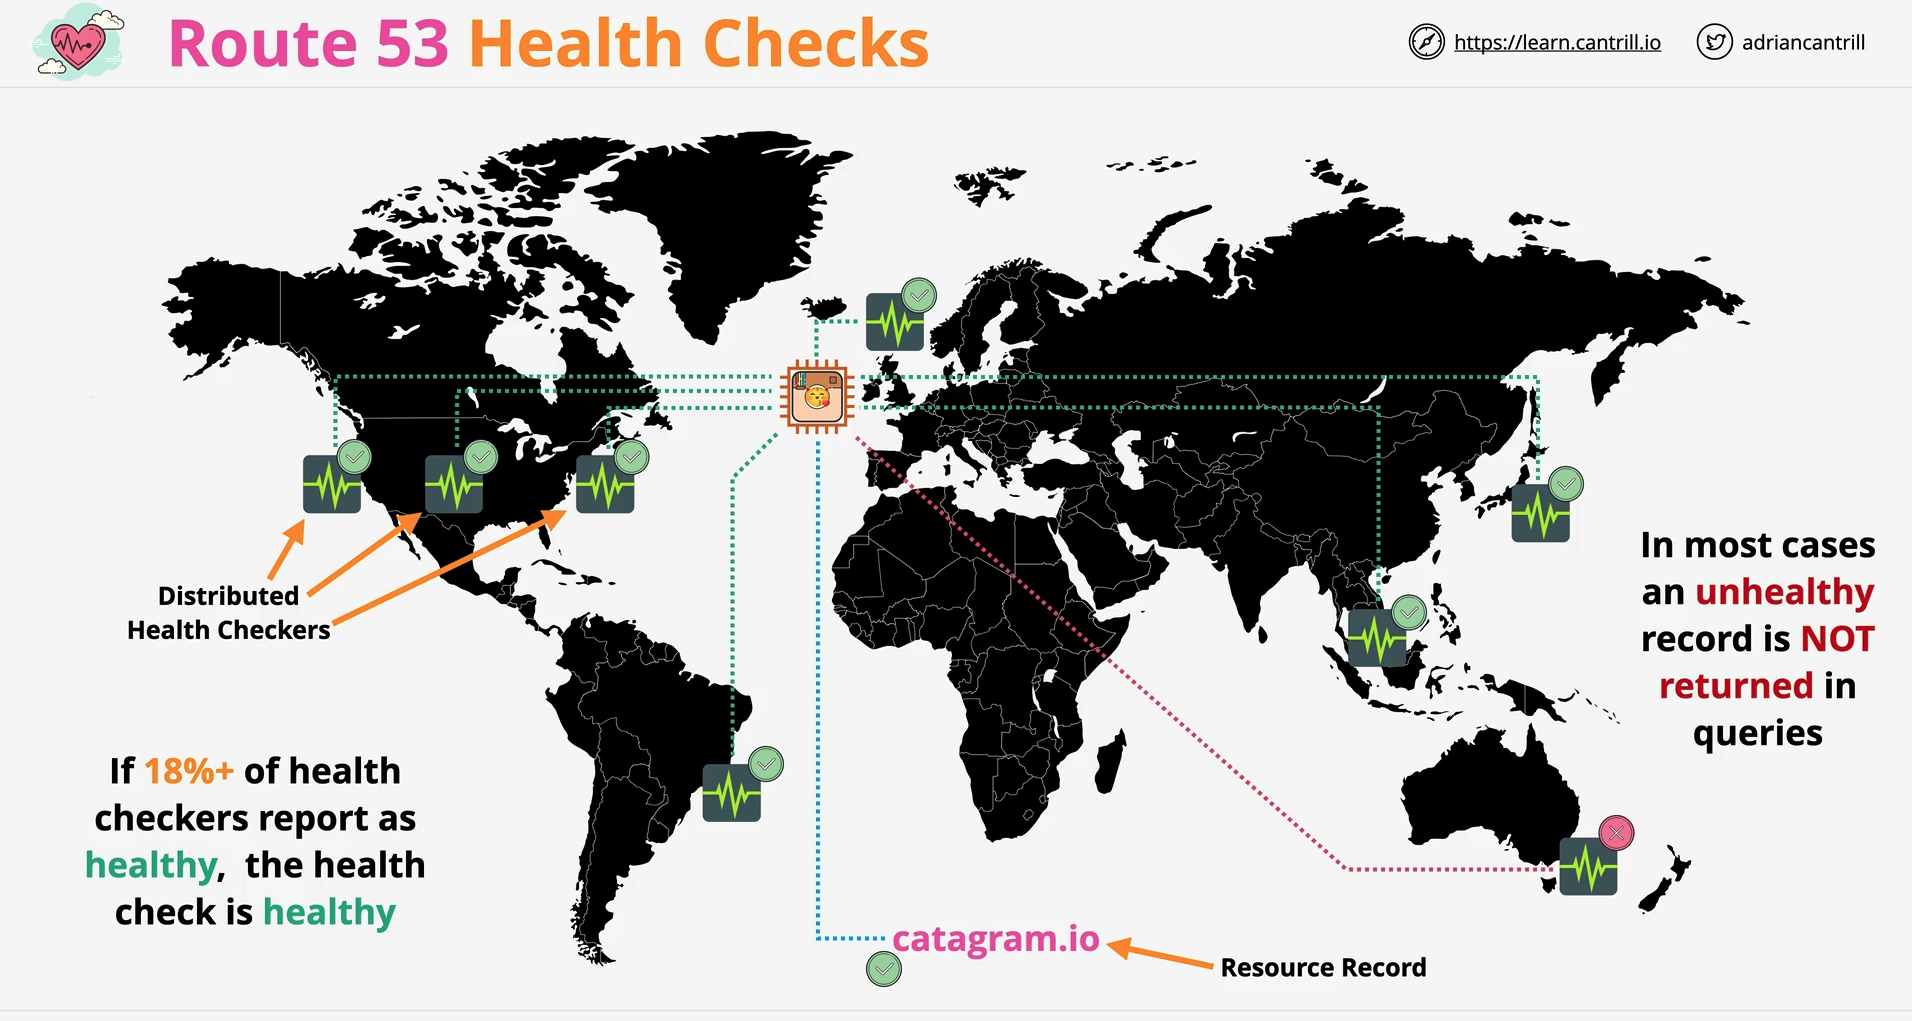 Route 53 Health Checks
https://learn.cantrill.io
adriancantrill
Distributed
Health Checkers
In most cases
an unhealthy
record is NOT
returned in
queries
If 18%+ of health
checkers report as
healthy,  the health
check is healthy
catagram.io
Resource Record